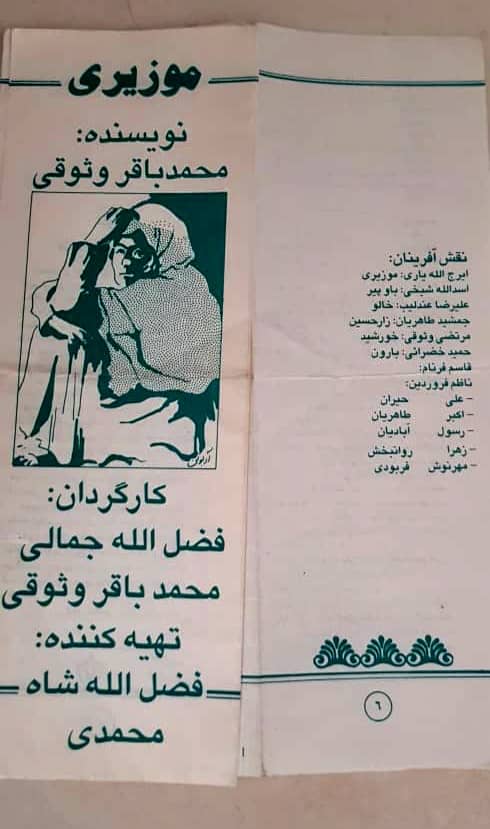 موزیری
نویسنده:
محمدباقر وثوقی
کارگردان:
فضل الله جمالی
محمد باقر وثوقی
تهیه کننده:
فضل الله شاه
محمدی
نقش آفرینان:
ایرج الله یاری: موزیری
اسدالله شیخی: باو پیر
علیرضا عندلیب: خالو
جمشید طاهریان: زارحسین
مرتضی وثوقی: خورشید
حمید خضرائی: بارون
قاسم فرنام:
ناظم فروردین:
- علی حیران
- اکبر طاهریان
- رسول آبادیان
- زهرا روانبخش
- مهرنوش فربودی
۶